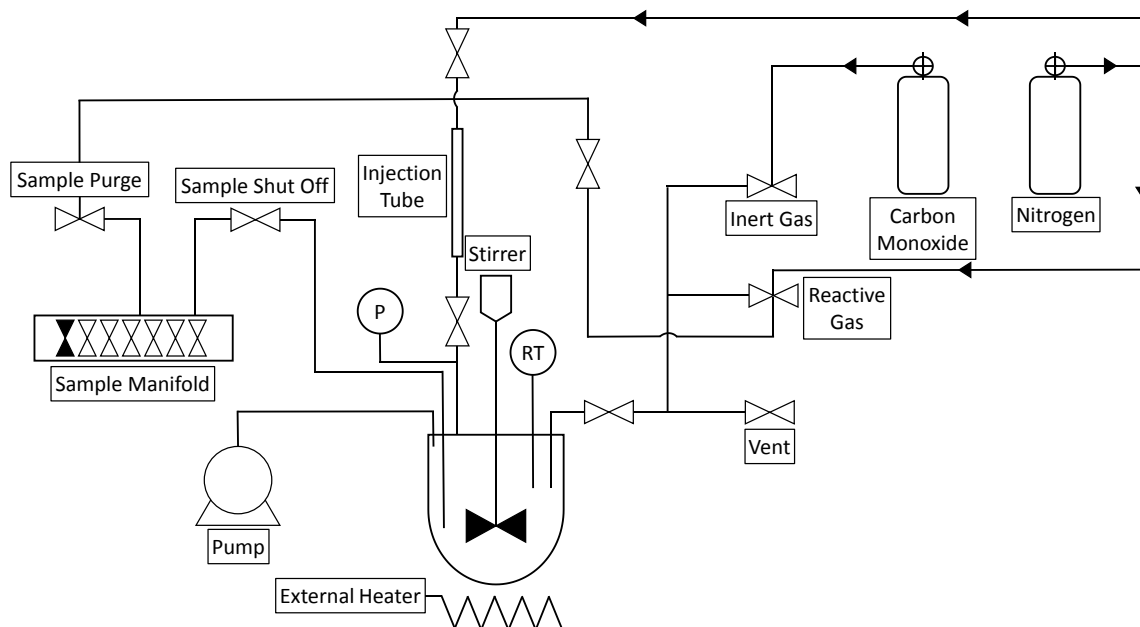 Sample Purge
Sample Shut Off
Injection
Tube
Stirrer
Inert Gas
Carbon
Monoxide
Nitrogen
Reactive
Gas
P
RT
Sample Manifold
Vent
Pump
External Heater